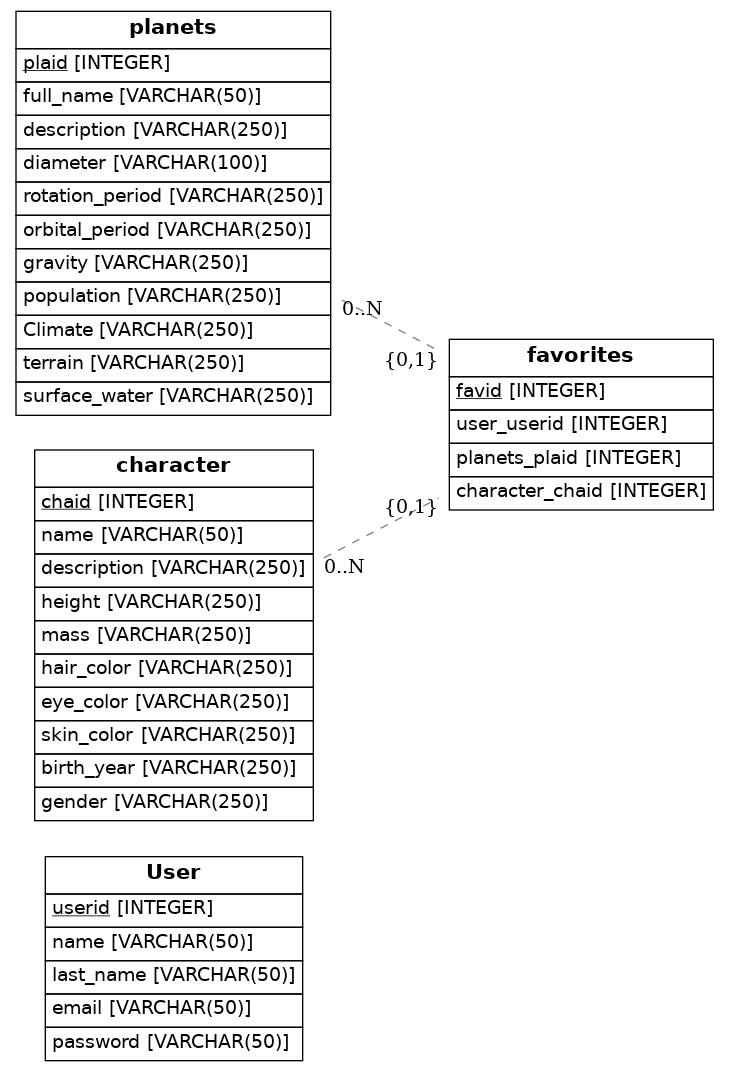 planets
plaid [INTEGER]
full_name [VARCHAR(50)]
description [VARCHAR(250)]
diameter [VARCHAR(100)]
rotation_period [VARCHAR(250)]
orbital_period [VARCHAR(250)]
gravity [VARCHAR(250)]
population [VARCHAR(250)]
Climate [VARCHAR(250)]
terrain [VARCHAR(250)]
surface_water [VARCHAR(250)]
0..N
{0,1}
favorites
favid [INTEGER]
user_userid [INTEGER]
planets_plaid [INTEGER]
character_chaid [INTEGER]
{0,1}
0..N
character
chaid [INTEGER]
name [VARCHAR(50)]
description [VARCHAR(250)]
height [VARCHAR(250)]
mass [VARCHAR(250)]
hair_color [VARCHAR(250)]
eye_color [VARCHAR(250)]
skin_color [VARCHAR(250)]
birth_year [VARCHAR(250)]
gender [VARCHAR(250)]
User
userid [INTEGER]
name [VARCHAR(50)]
last_name [VARCHAR(50)]
email [VARCHAR(50)]
password [VARCHAR(50)]